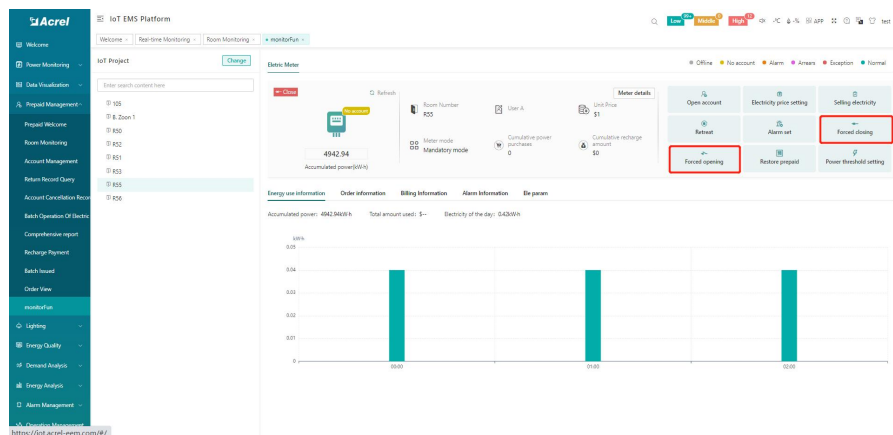 Acrel
IoT EMS Platform
Low 99+ Middle High APP test
Welcome × Real-time Monitoring × Room Monitoring × monitorFun ×
Welcome
Power Monitoring
Data Visualization
Prepaid Management
Prepaid Welcome
Room Monitoring
Account Management
Return Record Query
Account Cancellation Recor
Batch Operation Of Electric
Comprehensive report
Recharge Payment
Batch Issued
Order View
monitorFun
Lighting
Energy Quality
Demand Analysis
Energy Analysis
Alarm Management
Operation Management
https://iot.acrel-eem.com/#/
IoT Project Change
Enter search content here
105
B. Zoon 1
R50
R52
R51
R53
R55
R56
Eletric Meter
Offline No account Alarm Arrears Exception Normal
Close Refresh Meter details
No account
4942.94
Accumulated power(kW·h)
Room Number
R55
User A
Unit Price
$1
Meter mode
Mandatory mode
Cumulative power purchases
0
Cumulative recharge amount
$0
Open account Electricity price setting Selling electricity
Retreat Alarm set Forced closing
Forced opening Restore prepaid Power threshold setting
Energy use information Order information Billing Information Alarm Information Ele param
Accumulated power: 4942.94kW·h Total amount used: $-- Electricity of the day: 0.42kW·h
kW·h
0.05
0.04
0.03
0.02
0.01
0
00:00 01:00 02:00